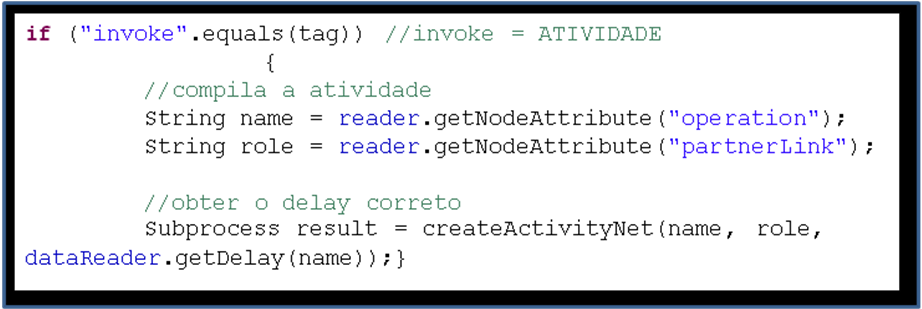 if ("invoke".equals(tag)) //invoke = ATIVIDADE
{
//compila a atividade
String name = reader.getNodeAttribute("operation");
String role = reader.getNodeAttribute("partnerLink");
//obter o delay correto
Subprocess result = createActivityNet(name, role,
dataReader.getDelay(name));}